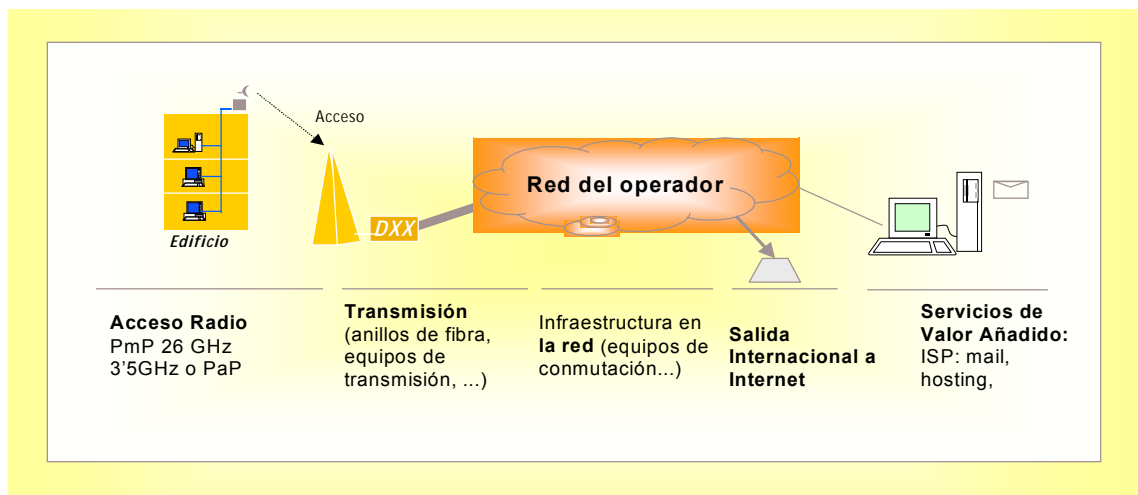 Acceso
Red del operador
DXX
Edificio
Acceso Radio
PmP 26 GHz
3'5GHz o PaP
Transmisión
(anillos de fibra,
equipos de
transmisión, ...)
Infraestructura en
la red (equipos de
conmutación...)
Salida
Internacional a
Internet
Servicios de
Valor Añadido:
ISP: mail,
hosting,